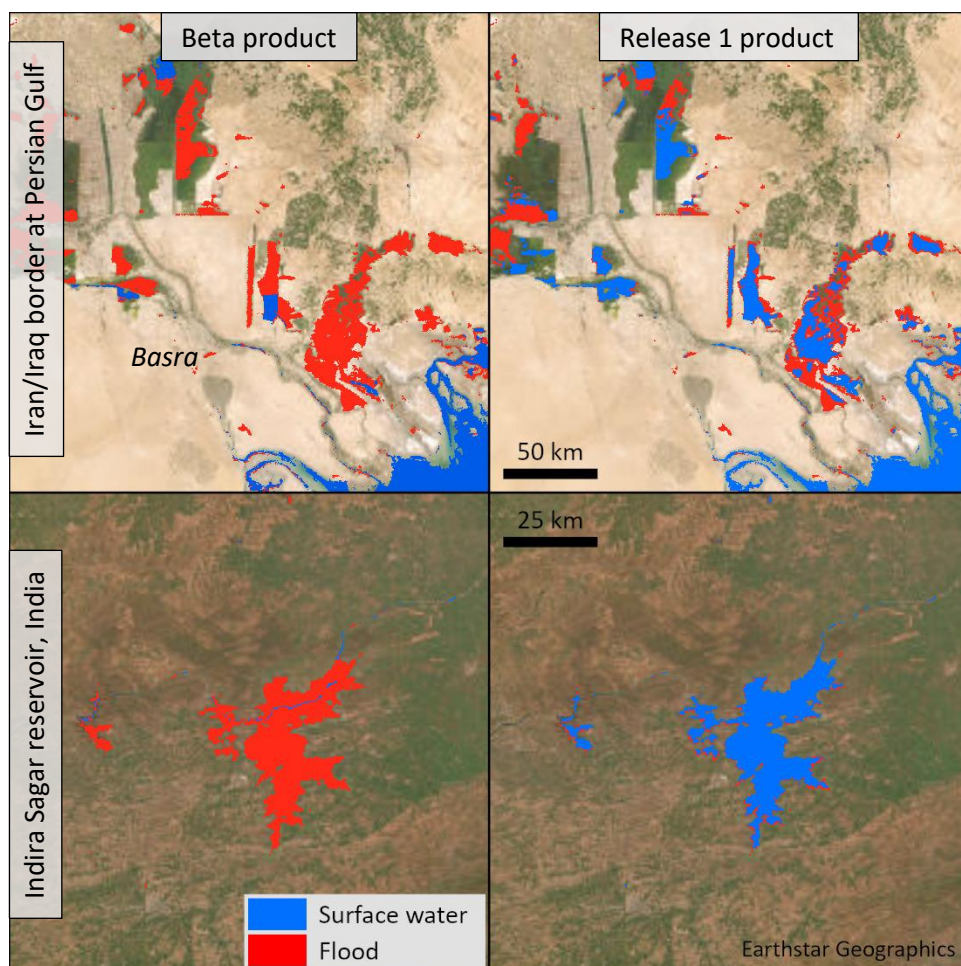 Beta product
Release 1 product
Iran/Iraq border at Persian Gulf
Basra
50 km
Indira Sagar reservoir, India
25 km
Surface water
Flood
Earthstar Geographics